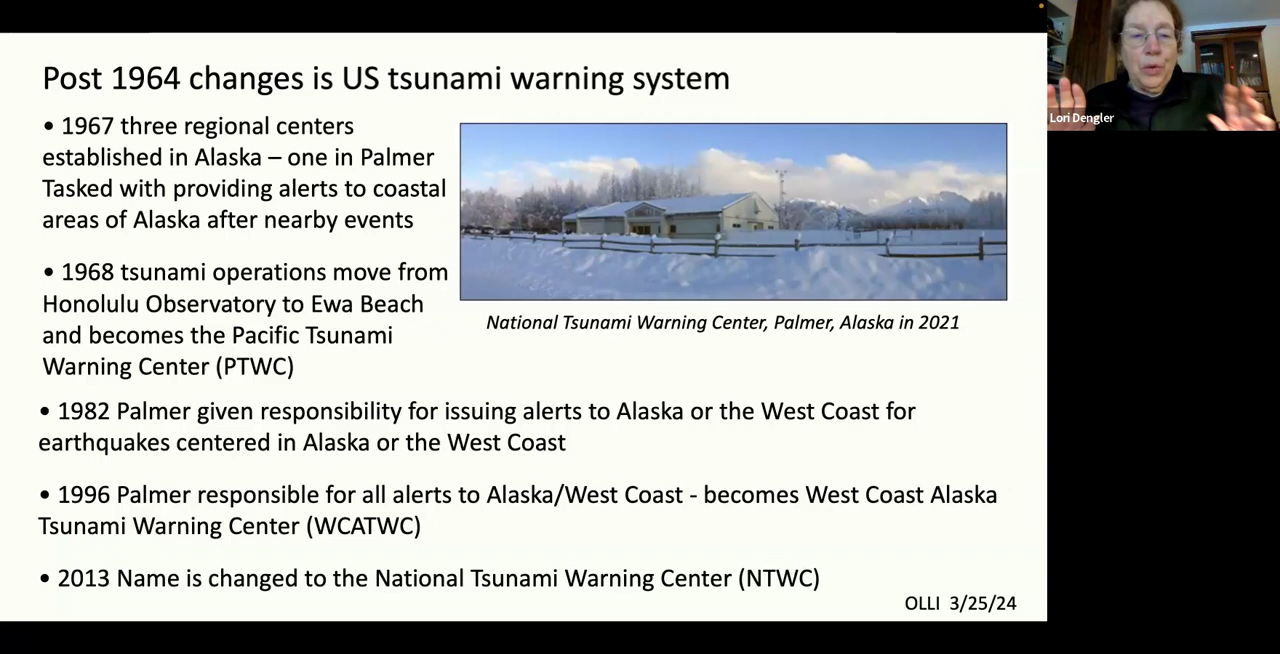 Post 1964 changes is US tsunami warning system
• 1967 three regional centers
established in Alaska – one in Palmer
Tasked with providing alerts to coastal
areas of Alaska after nearby events
• 1968 tsunami operations move from
Honolulu Observatory to Ewa Beach
and becomes the Pacific Tsunami
Warning Center (PTWC)
National Tsunami Warning Center, Palmer, Alaska in 2021
• 1982 Palmer given responsibility for issuing alerts to Alaska or the West Coast for
earthquakes centered in Alaska or the West Coast
• 1996 Palmer responsible for all alerts to Alaska/West Coast - becomes West Coast Alaska
Tsunami Warning Center (WCATWC)
• 2013 Name is changed to the National Tsunami Warning Center (NTWC)
OLLI 3/25/24
Lori Dengler